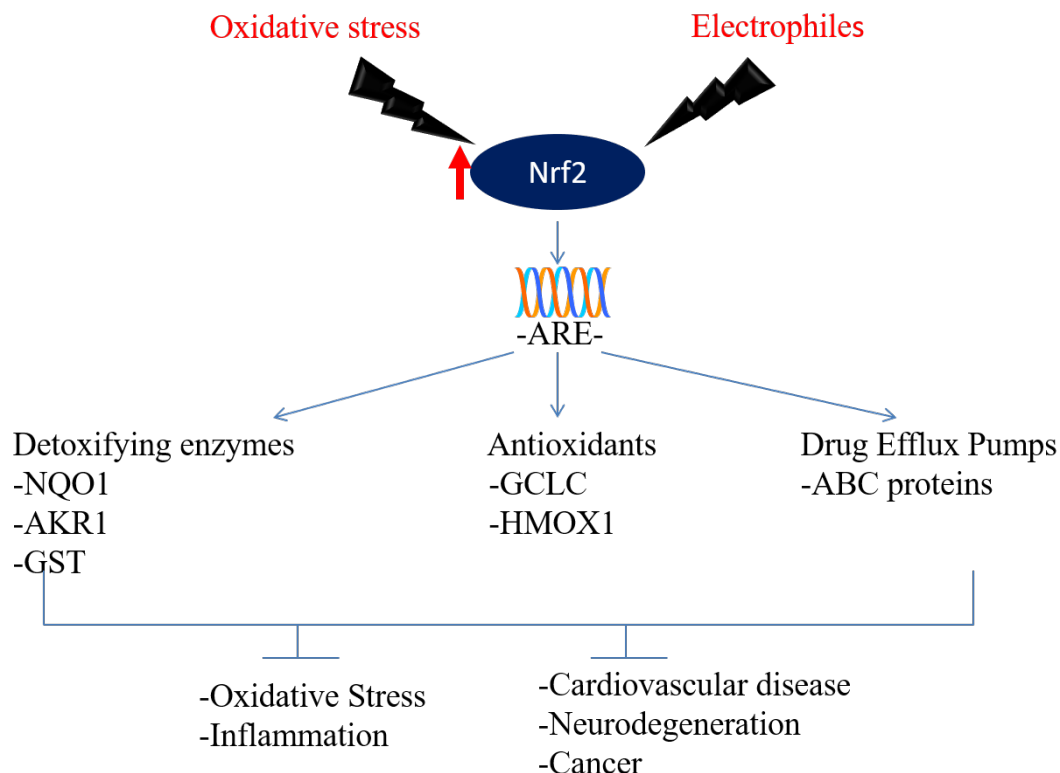 Oxidative stress
Electrophiles
Nrf2
-ARE-
Detoxifying enzymes
-NQO1
-AKR1
-GST
Antioxidants
-GCLC
-HMOX1
Drug Efflux Pumps
-ABC proteins
-Oxidative Stress
-Inflammation
-Cardiovascular disease
-Neurodegeneration
-Cancer